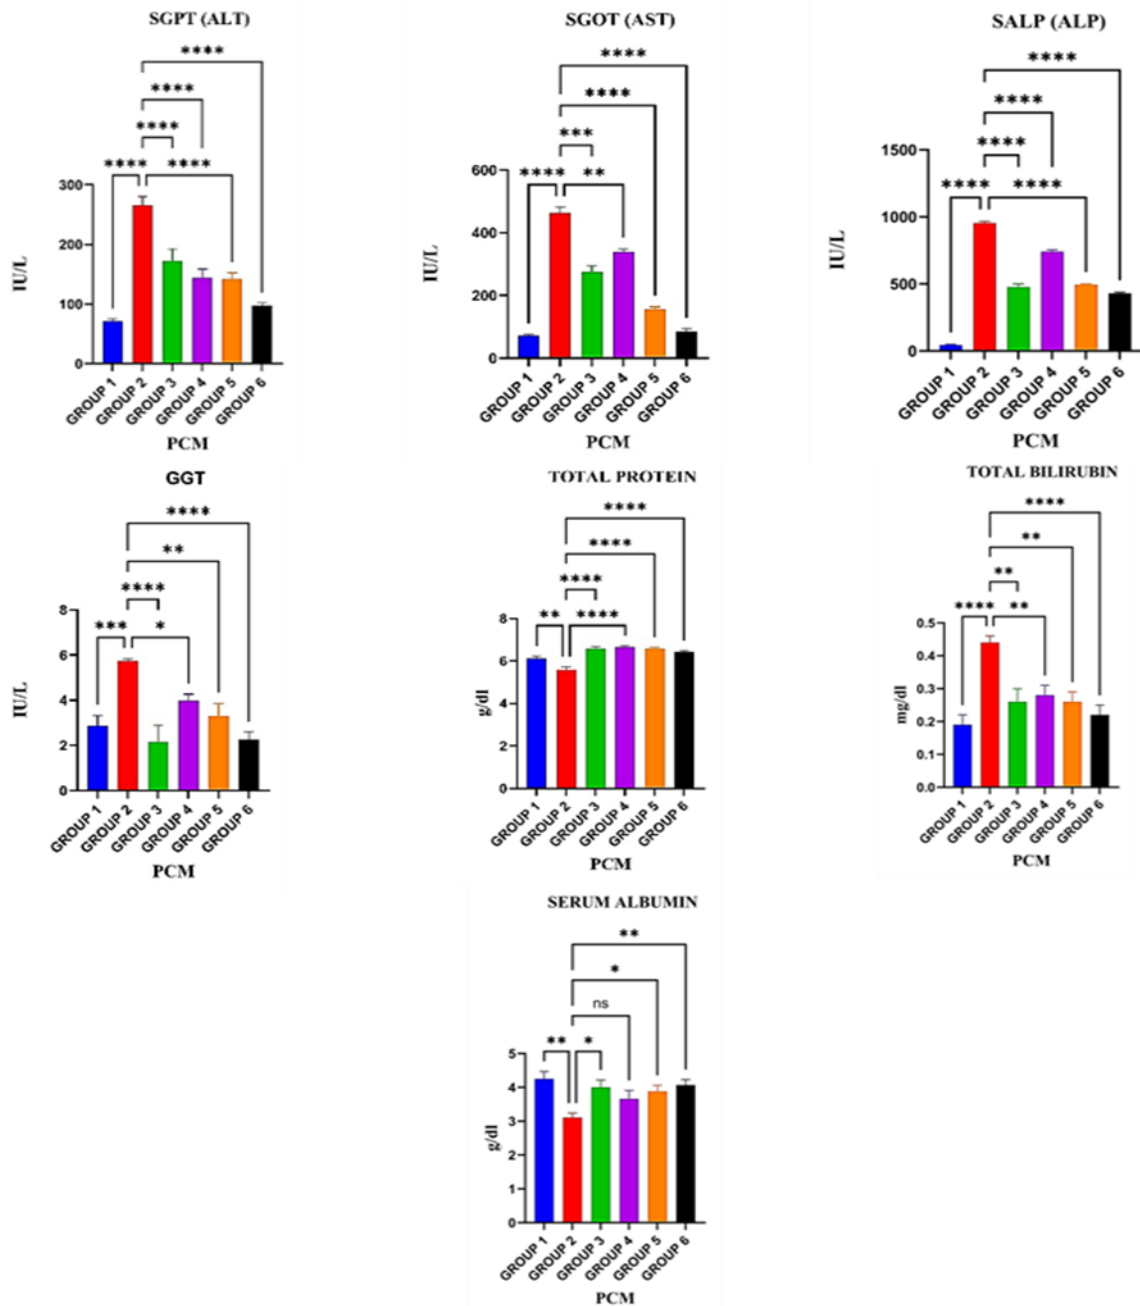 SGPT (ALT)
****
****
****
**** ****
300
200
100
0
IU/L
GROUP 1 GROUP 2 GROUP 3 GROUP 4 GROUP 5 GROUP 6
PCM
SGOT (AST)
****
****
***
**** **
600
400
200
0
IU/L
GROUP 1 GROUP 2 GROUP 3 GROUP 4 GROUP 5 GROUP 6
PCM
SALP (ALP)
****
****
****
**** ****
1500
1000
500
0
IU/L
GROUP 1 GROUP 2 GROUP 3 GROUP 4 GROUP 5 GROUP 6
PCM
GGT
****
**
****
*** *
8
6
4
2
0
IU/L
GROUP 1 GROUP 2 GROUP 3 GROUP 4 GROUP 5 GROUP 6
PCM
TOTAL PROTEIN
****
****
****
** ****
8
6
4
2
0
g/dl
GROUP 1 GROUP 2 GROUP 3 GROUP 4 GROUP 5 GROUP 6
PCM
TOTAL BILIRUBIN
****
**
**
**** **
0.5
0.4
0.3
0.2
0.1
0.0
mg/dl
GROUP 1 GROUP 2 GROUP 3 GROUP 4 GROUP 5 GROUP 6
PCM
SERUM ALBUMIN
**
*
ns
** *
5
4
3
2
1
0
g/dl
GROUP 1 GROUP 2 GROUP 3 GROUP 4 GROUP 5 GROUP 6
PCM